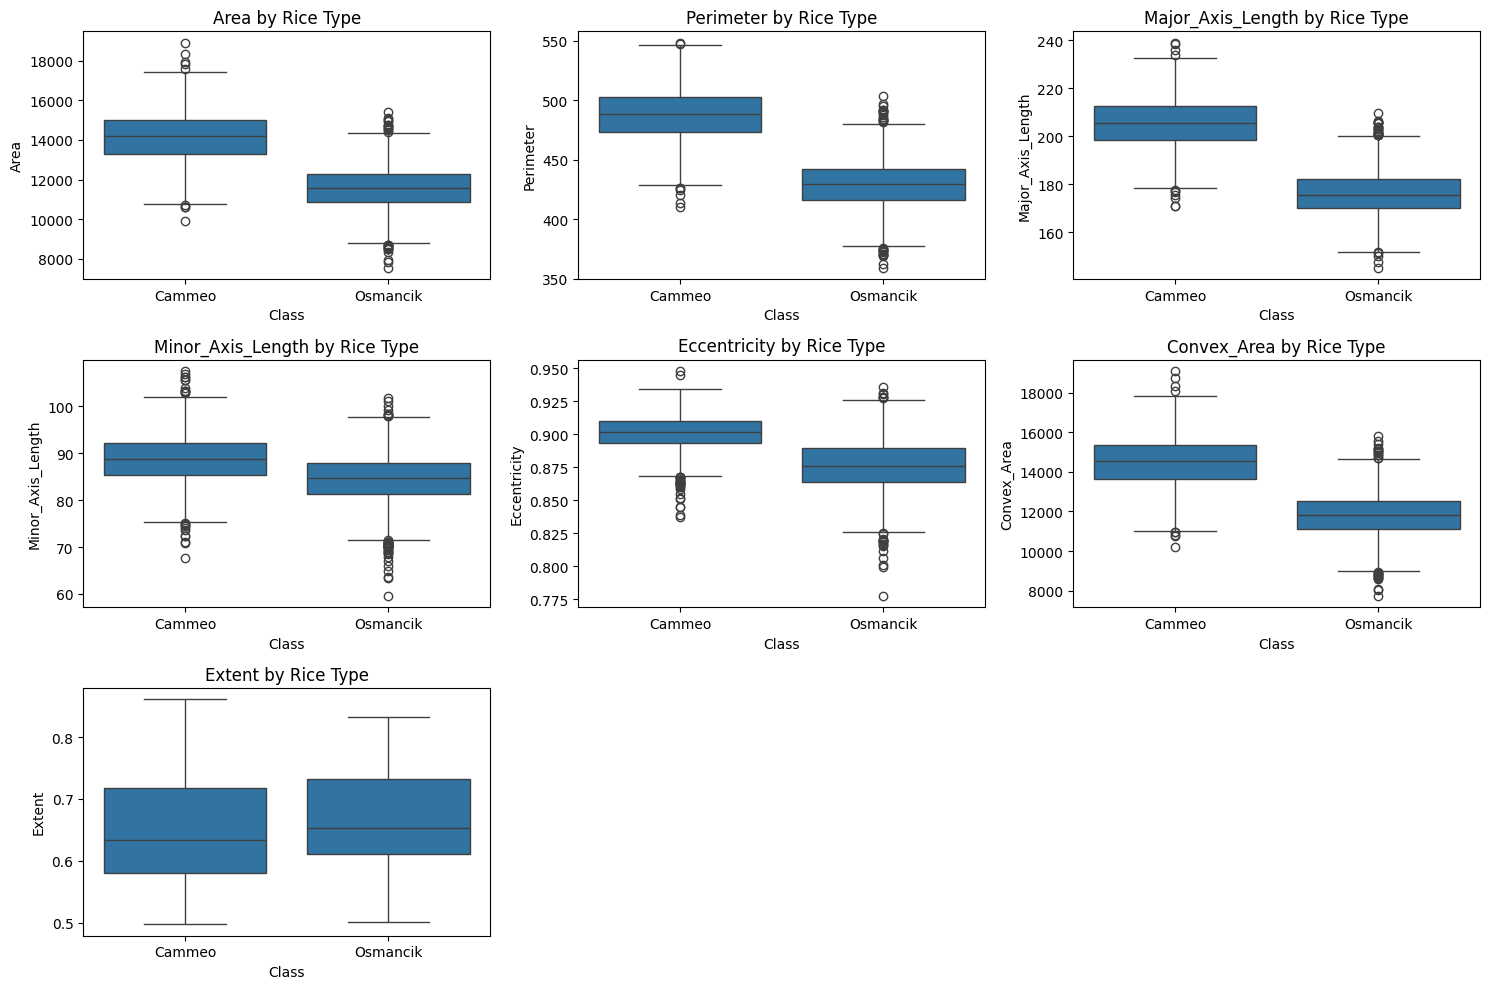 Area by Rice Type
Area
18000
16000
14000
12000
10000
8000
Cammeo Osmancik
Class
Perimeter by Rice Type
Perimeter
550
500
450
400
350
Cammeo Osmancik
Class
Major_Axis_Length by Rice Type
Major_Axis_Length
240
220
200
180
160
Cammeo Osmancik
Class
Minor_Axis_Length by Rice Type
Minor_Axis_Length
100
90
80
70
60
Cammeo Osmancik
Class
Eccentricity by Rice Type
Eccentricity
0.950
0.925
0.900
0.875
0.850
0.825
0.800
0.775
Cammeo Osmancik
Class
Convex_Area by Rice Type
Convex_Area
18000
16000
14000
12000
10000
8000
Cammeo Osmancik
Class
Extent by Rice Type
Extent
0.8
0.7
0.6
0.5
Cammeo Osmancik
Class